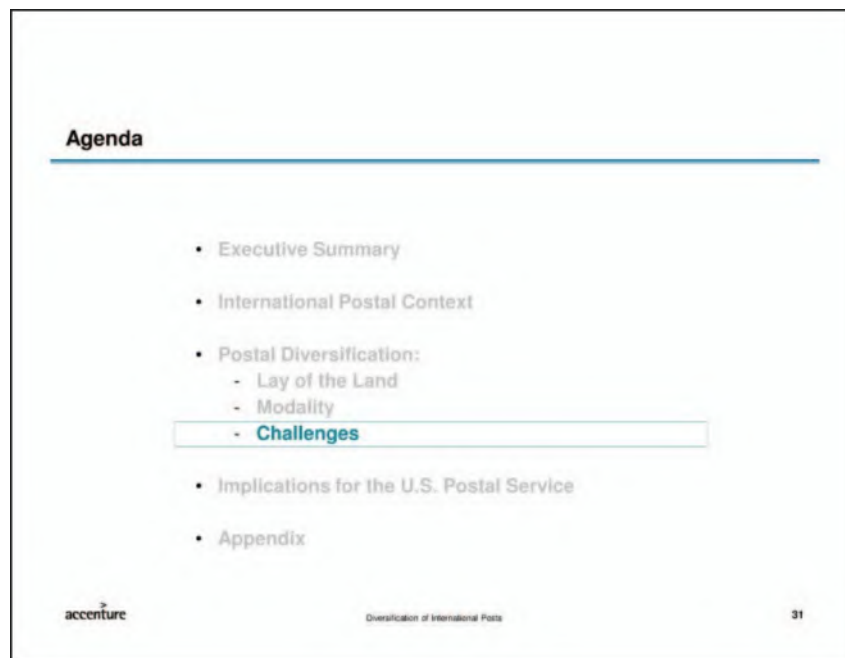 Agenda
• Executive Summary
• International Postal Context
• Postal Diversification:
- Lay of the Land
- Modality
- Challenges
• Implications for the U.S. Postal Service
• Appendix
>
accenture
Diversification of International Posts
31